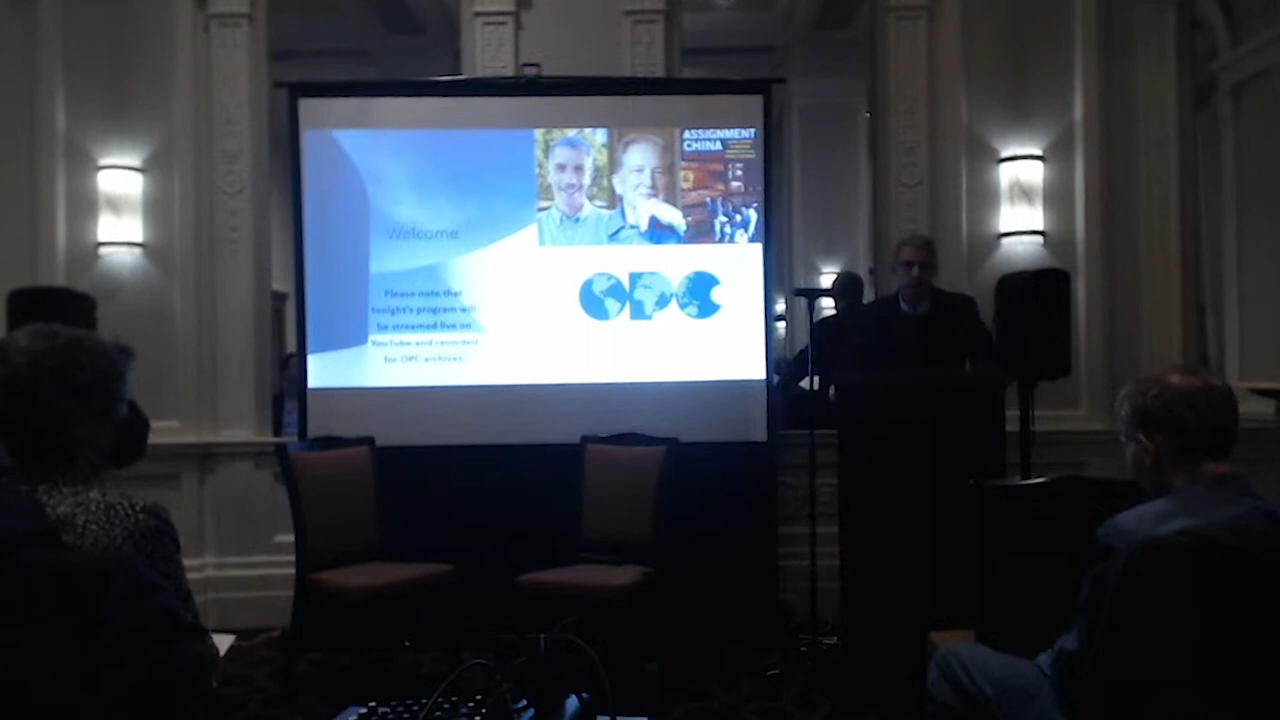 ASSIGNMENT
CHINA
Welcome
Please note that
tonight's program will
be streamed live on
YouTube and recorded
for OPC archives.
OPC